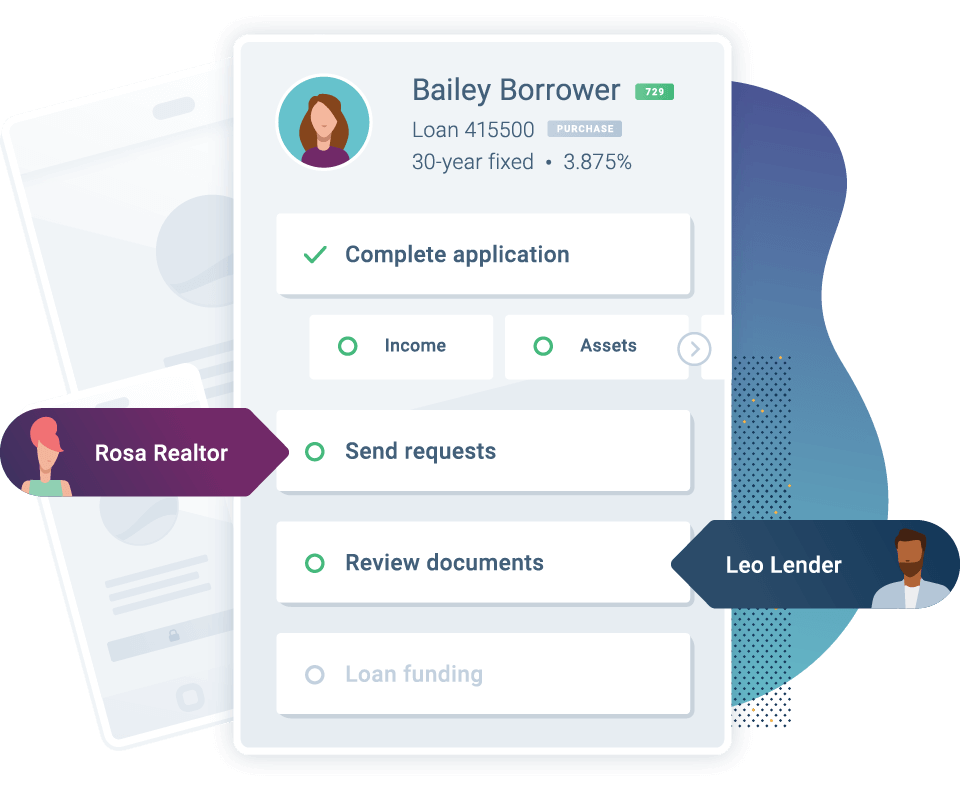 Bailey Borrower 729
Loan 415500 PURCHASE
30-year fixed • 3.875%
Complete application
Income Assets
Rosa Realtor
Send requests
Review documents
Leo Lender
Loan funding